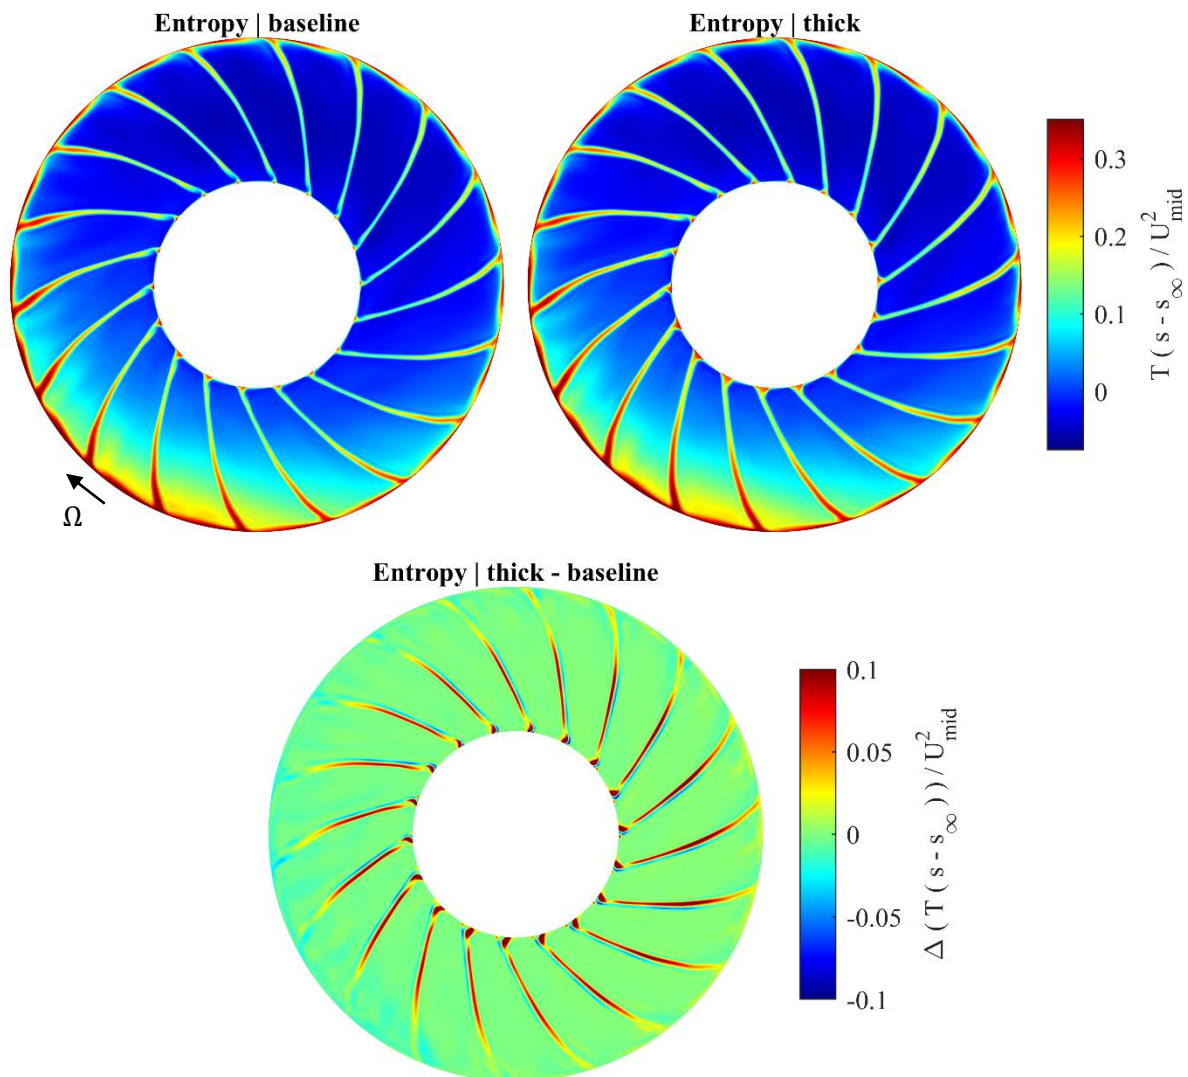 Entropy | baseline
Entropy | thick
0.3
0.2
0.1
0
T ( s - s∞ ) / U²mid
Ω
Entropy | thick - baseline
0.1
0.05
0
-0.05
-0.1
Δ ( T ( s - s∞ ) ) / U²mid